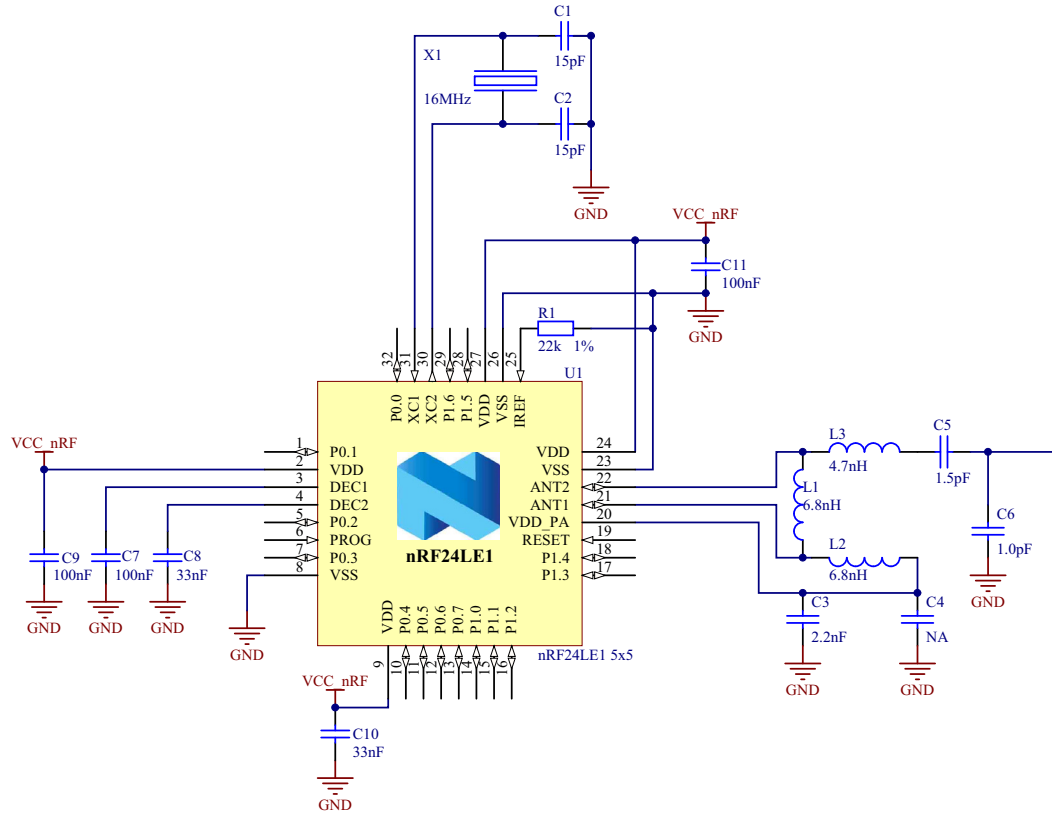 C1
15pF
X1
16MHz
C2
15pF
GND
VCC_nRF
C11
100nF
GND
R1
22k 1%
32
31
30
29
28
27
26
25
U1
P0.0
XC1
XC2
P1.6
P1.5
VDD
VSS
IREF
VCC_nRF
1 P0.1
2 VDD
3 DEC1
4 DEC2
5 P0.2
6 PROG
7 P0.3
8 VSS
VDD 24
VSS 23
ANT2 22
ANT1 21
VDD_PA 20
RESET 19
P1.4 18
P1.3 17
nRF24LE1
C9
100nF
GND
C7
100nF
GND
C8
33nF
GND
GND
L3
4.7nH
C5
1.5pF
L1
6.8nH
L2
6.8nH
C6
1.0pF
GND
C3
2.2nF
GND
C4
NA
GND
VDD
P0.4
P0.5
P0.6
P0.7
P1.0
P1.1
P1.2
9
10
11
12
13
14
15
16
nRF24LE1 5x5
VCC_nRF
C10
33nF
GND